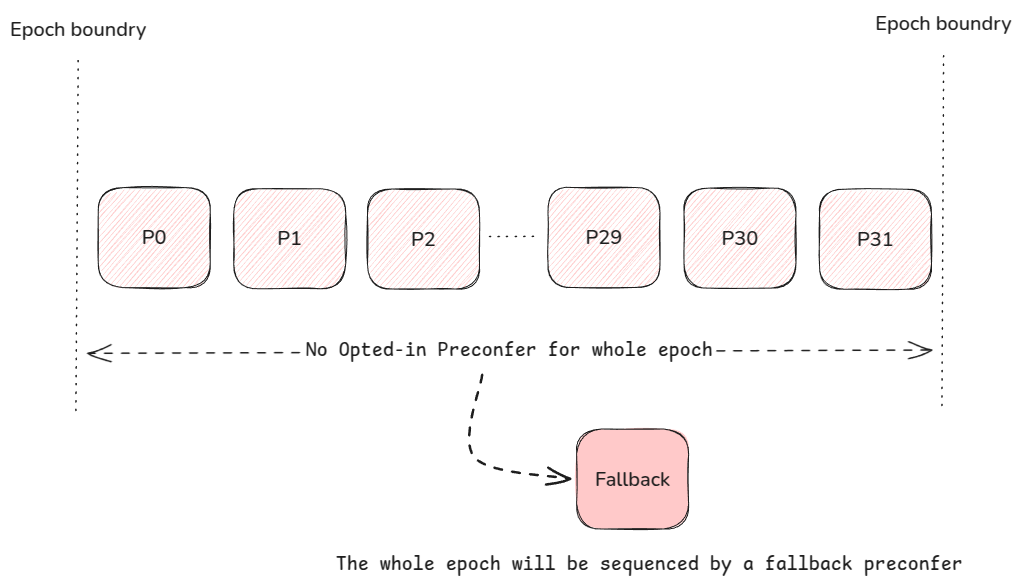 Epoch boundry
Epoch boundry
P0
P1
P2
P29
P30
P31
No Opted-in Preconfer for whole epoch
Fallback
The whole epoch will be sequenced by a fallback preconfer